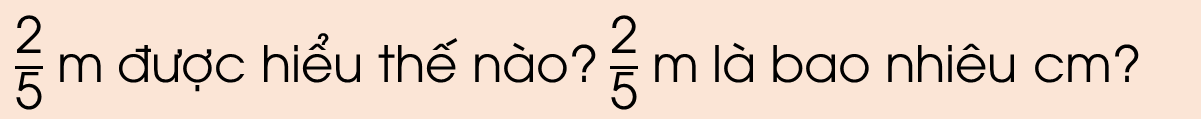 2/5 m được hiểu thế nào? 2/5 m là bao nhiêu cm?